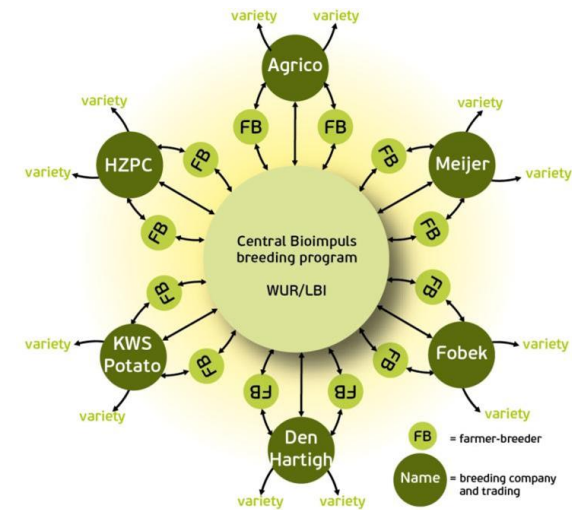 variety
variety
Agrico
FB
FB
variety
HZPC
variety
FB
FB
variety
Meijer
variety
FB
FB
Central Bioimpuls
breeding program
WUR/LBI
FB
FB
KWS
Potato
variety
variety
FB
FB
Fobek
variety
variety
FB
FB
Den
Hartigh
variety
variety
FB
= farmer-breeder
Name
= breeding company
and trading